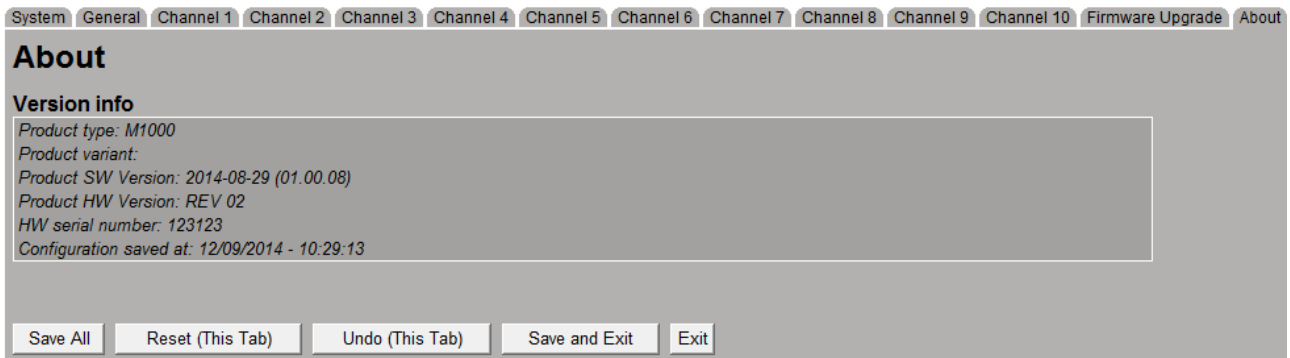 System General Channel 1 Channel 2 Channel 3 Channel 4 Channel 5 Channel 6 Channel 7 Channel 8 Channel 9 Channel 10 Firmware Upgrade About
About
Version info
Product type: M1000
Product variant:
Product SW Version: 2014-08-29 (01.00.08)
Product HW Version: REV 02
HW serial number: 123123
Configuration saved at: 12/09/2014 - 10:29:13
Save All Reset (This Tab) Undo (This Tab) Save and Exit Exit